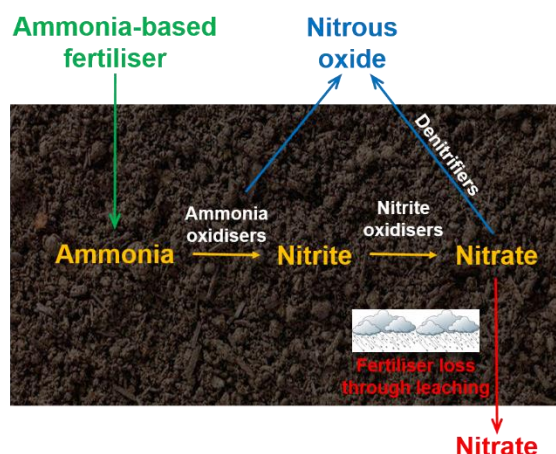 Ammonia-based
fertiliser
Nitrous
oxide
Denitrifiers
Ammonia
oxidisers
Nitrite
oxidisers
Ammonia
Nitrite
Nitrate
Fertiliser loss
through leaching
Nitrate